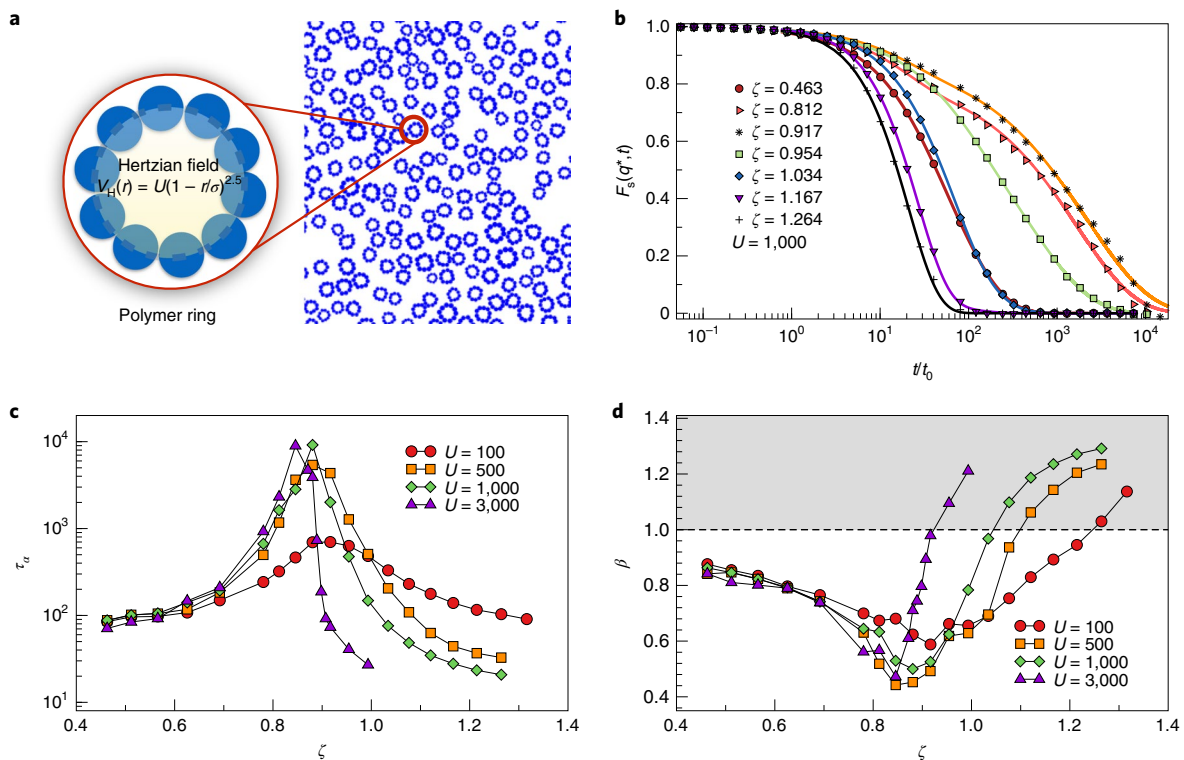 a
Hertzian field
V_H(r) = U(1 – r/σ)^2.5
Polymer ring
b
1.0
0.8
0.6
0.4
0.2
0
F_s(q*,t)
ζ = 0.463
ζ = 0.812
ζ = 0.917
ζ = 0.954
ζ = 1.034
ζ = 1.167
ζ = 1.264
U = 1,000
10^–1
10^0
10^1
10^2
10^3
10^4
t/t_0
c
10^4
10^3
10^2
10^1
τ_α
U = 100
U = 500
U = 1,000
U = 3,000
0.4
0.6
0.8
1.0
1.2
1.4
ζ
d
1.4
1.2
1.0
0.8
0.6
0.4
β
U = 100
U = 500
U = 1,000
U = 3,000
0.4
0.6
0.8
1.0
1.2
1.4
ζ